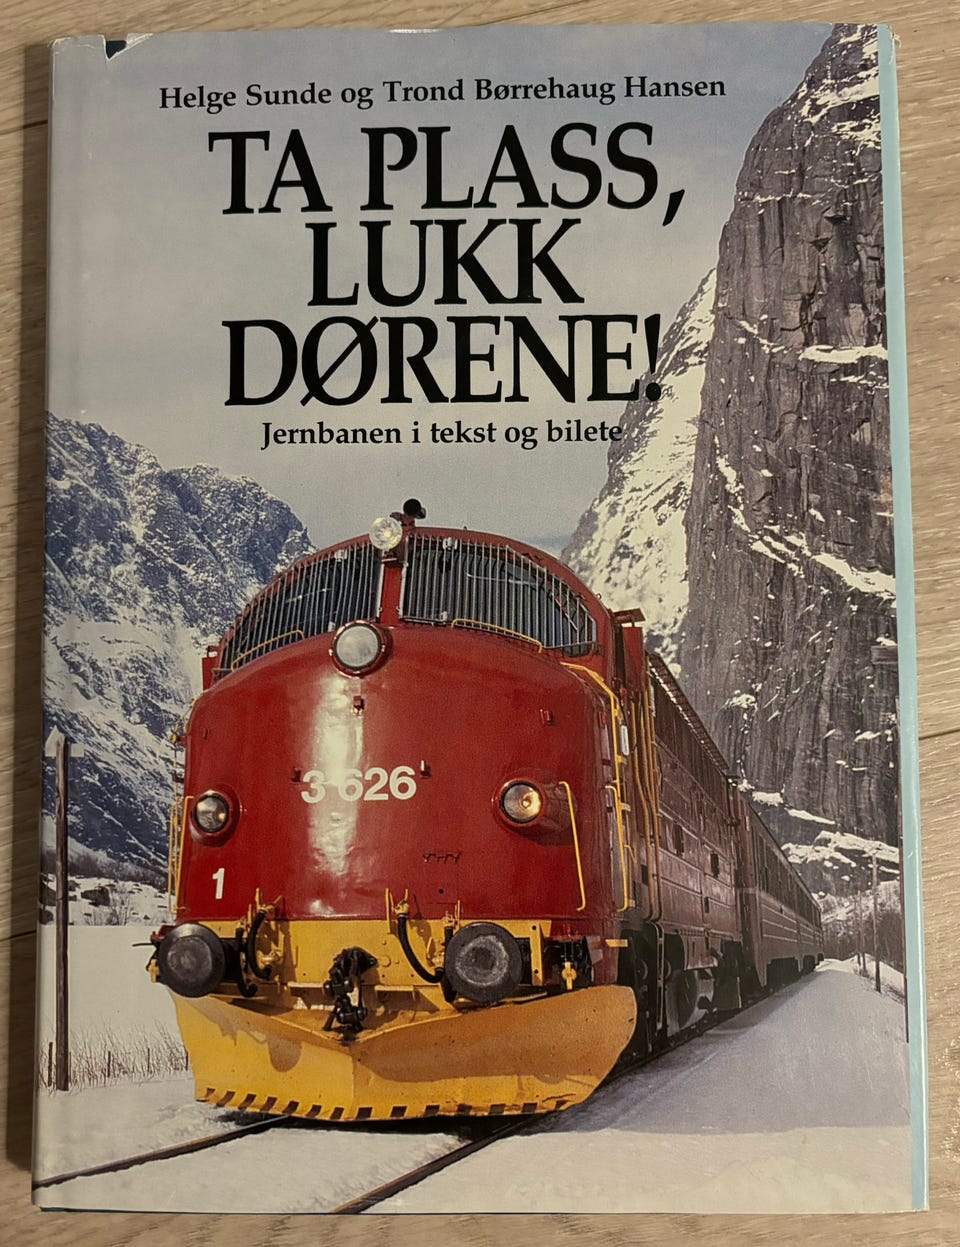 Helge Sunde og Trond Børrehaug Hansen
TA PLASS,
LUKK
DØRENE!
Jernbanen i tekst og bilete
3 626
1